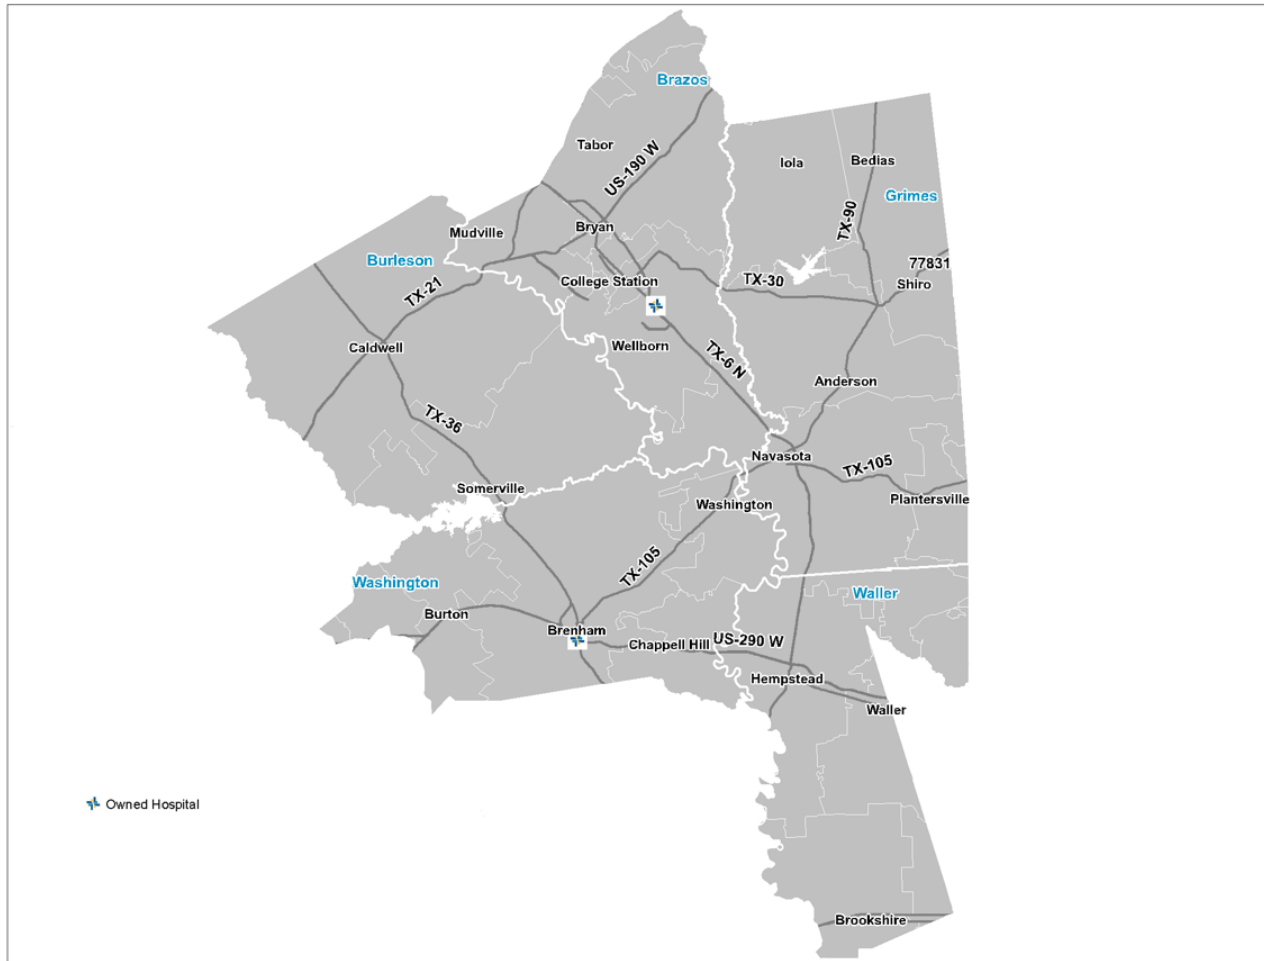 Brazos
Tabor
US-190 W
Iola
Bedias
Grimes
TX-90
Mudville
Bryan
Burleson
77831
College Station
TX-30
Shiro
TX-21
Caldwell
Wellborn
TX-6 N
Anderson
TX-36
Navasota
TX-105
Somerville
Plantersville
Washington
TX-105
Washington
Waller
Burton
Brenham
Chappell Hill
US-290 W
Hempstead
Waller
Owned Hospital
Brookshire